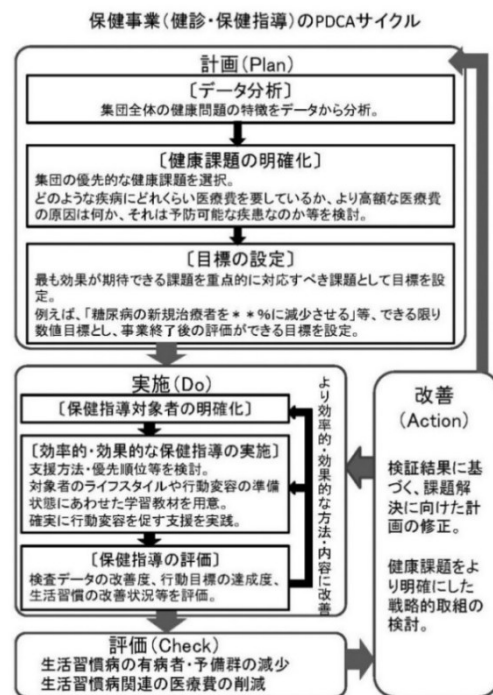 保健事業(健診・保健指導)のPDCAサイクル
計画(Plan)
〔データ分析〕
集団全体の健康問題の特徴をデータから分析。
〔健康課題の明確化〕
集団の優先的な健康課題を選択。
どのような疾病にどれくらい医療費を要しているか、より高額な医療費
の原因は何か、それは予防可能な疾患なのか等を検討。
〔目標の設定〕
最も効果が期待できる課題を重点的に対応すべき課題として目標を設
定。
例えば、「糖尿病の新規治療者を**%に減少させる」等、できる限り
数値目標とし、事業終了後の評価ができる目標を設定。
実施(Do)
〔保健指導対象者の明確化〕
〔効率的・効果的な保健指導の実施〕
支援方法・優先順位等を検討。
対象者のライフスタイルや行動変容の準備
状態にあわせた学習教材を用意。
確実に行動変容を促す支援を実践。
〔保健指導の評価〕
検査データの改善度、行動目標の達成度、
生活習慣の改善状況等を評価。
より効率的・効果的な方法・内容に改善
改善
(Action)
検証結果に基
づく、課題解
決に向けた計
画の修正。
健康課題をよ
り明確にした
戦略的取組の
検討。
評価(Check)
生活習慣病の有病者・予備群の減少
生活習慣病関連の医療費の削減